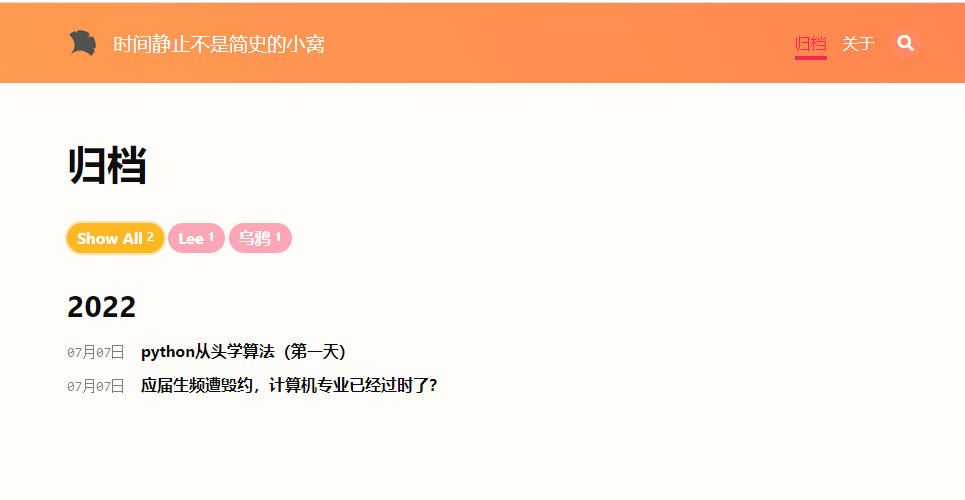 时间静止不是简史的小窝 归档 关于
归档
Show All 2 Lee 1 乌鸦 1
2022
07月07日 python从头学算法（第一天）
07月07日 应届生频遭毁约，计算机专业已经过时了？